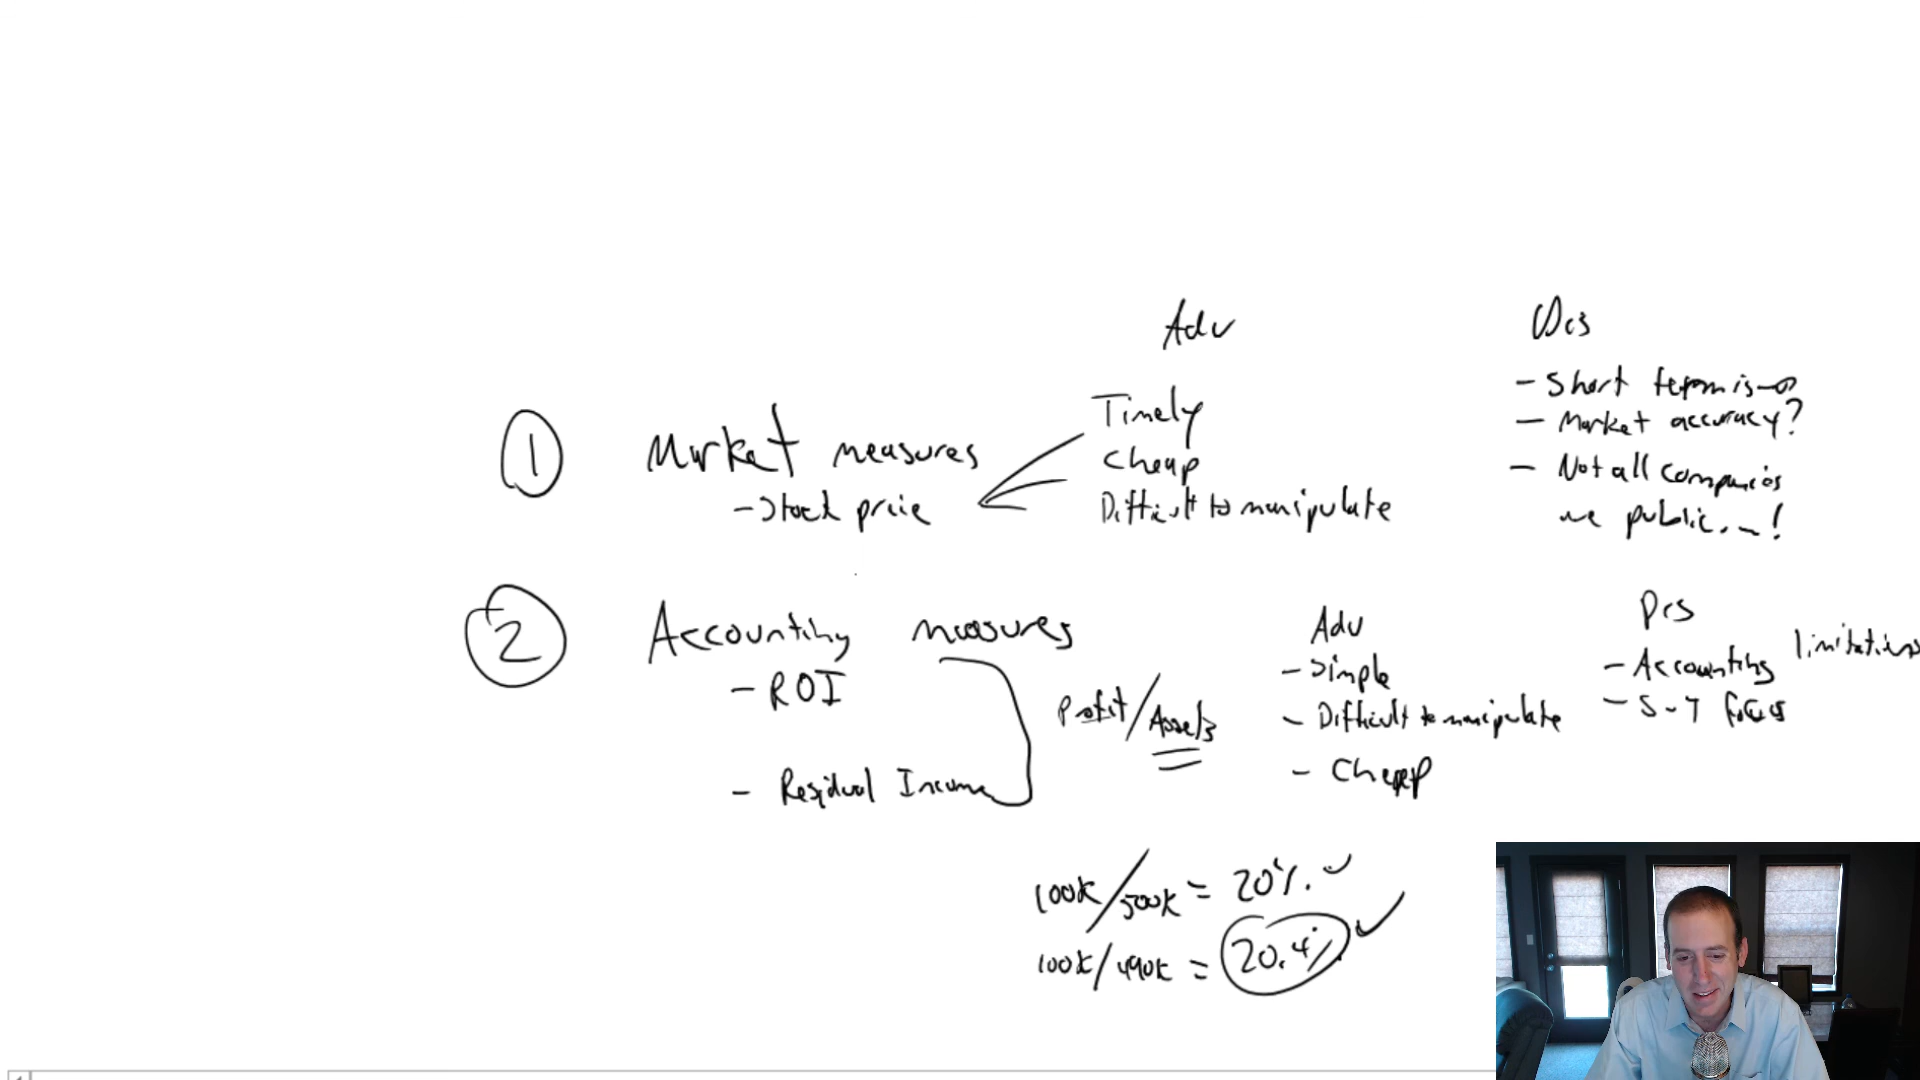 Adv
Dis
Timely
Cheap
Difficult to manipulate
- Short termism
- Market accuracy?
- Not all companies
are public...!
1 Market measures
- Stock price
2 Accounting measures
- ROI
- Residual Income
Profit/Assets
Adv
- Simple
- Difficult to manipulate
- Cheap
Dis
- Accounting limitations
- S-T focus
100k/500k = 20%
100k/490k = 20.4%